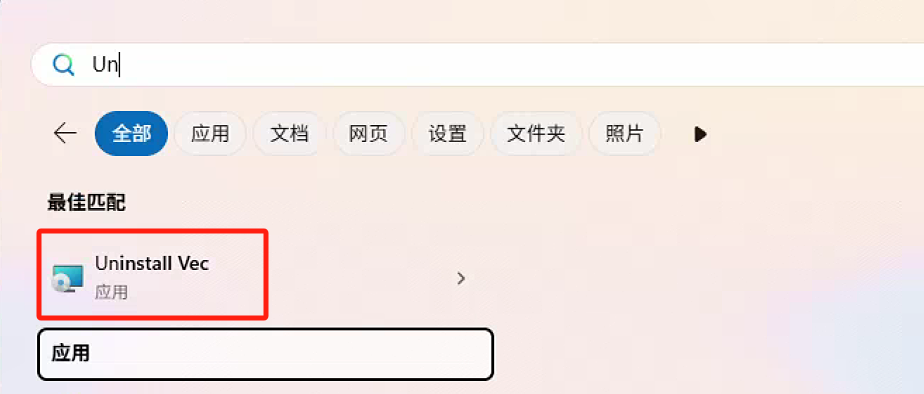 Un
全部 应用 文档 网页 设置 文件夹 照片
最佳匹配
Uninstall Vec
应用
应用